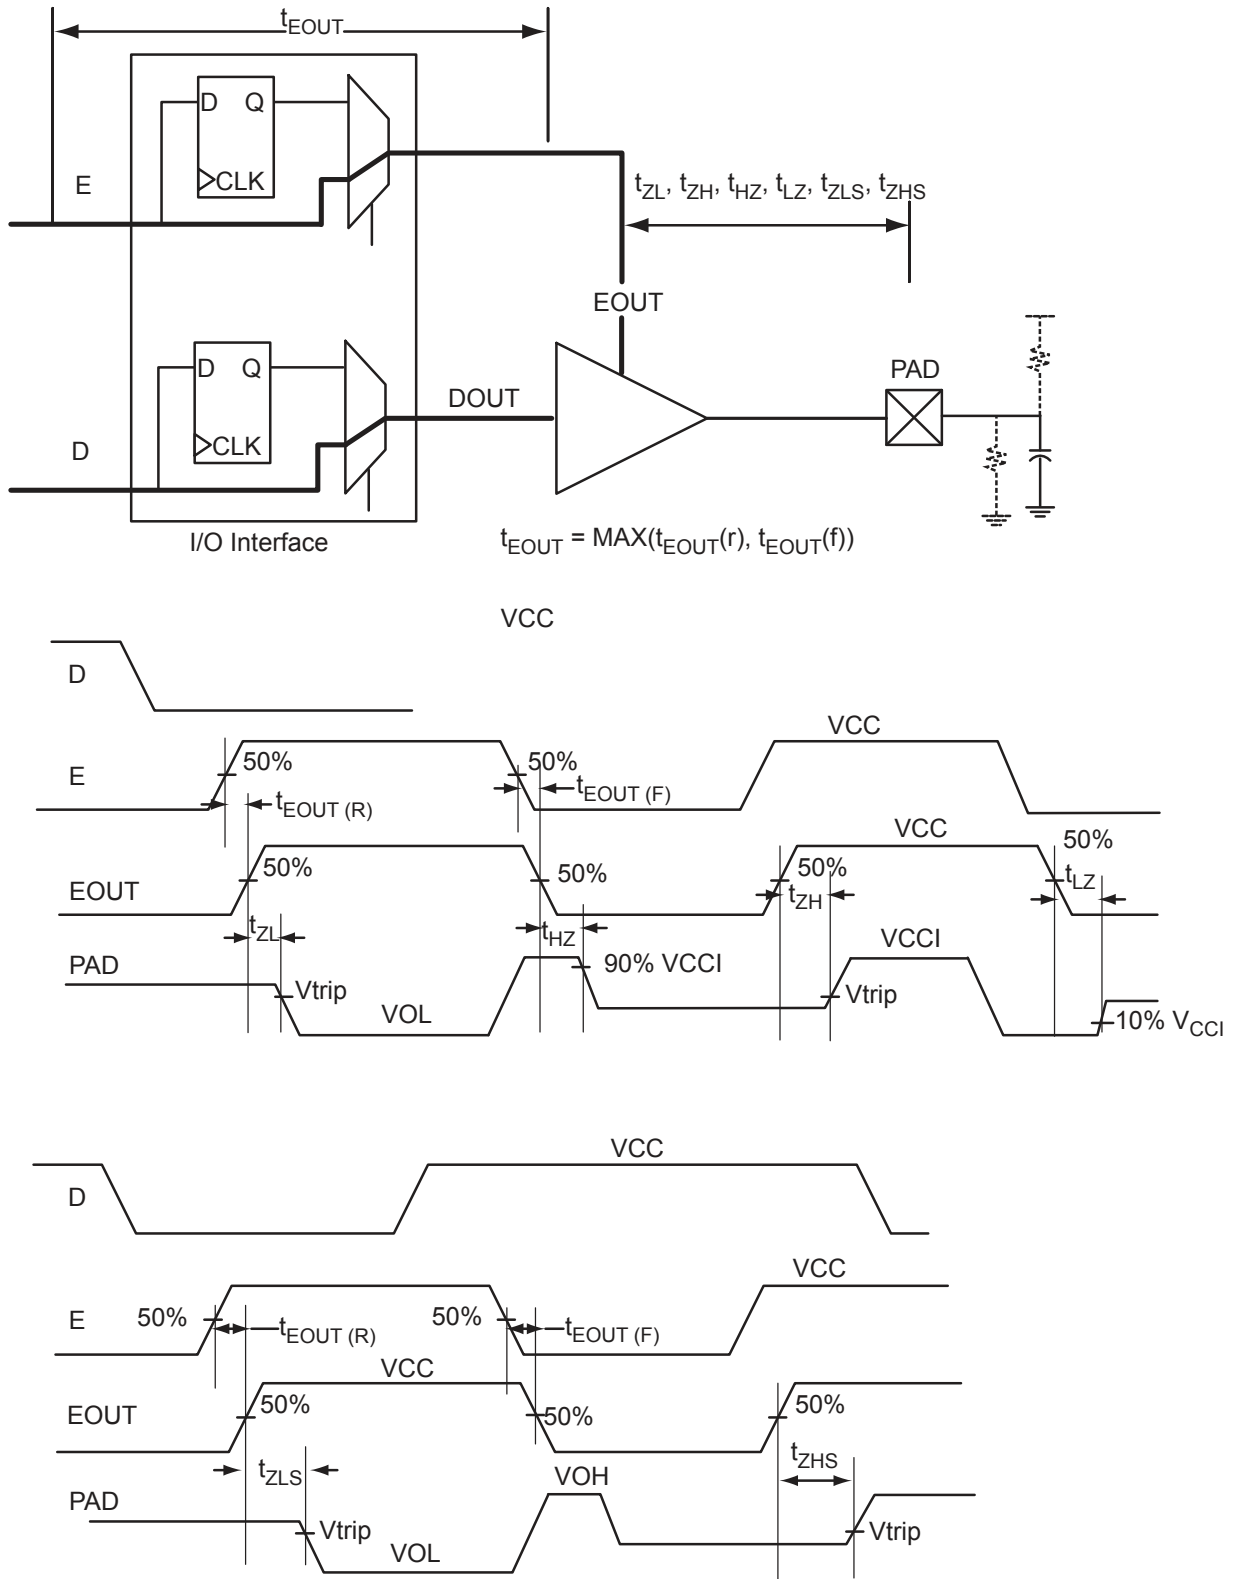 tEOUT
D Q
CLK
E
tZL, tZH, tHZ, tLZ, tZLS, tZHS
EOUT
D Q
CLK
DOUT
PAD
D
I/O Interface
tEOUT = MAX(tEOUT(r), tEOUT(f))
VCC
D
VCC
E
50%
50%
tEOUT (R)
tEOUT (F)
VCC
50%
EOUT
50%
50%
50%
tZL
tHZ
tZH
tLZ
PAD
VCCI
90% VCCI
Vtrip
Vtrip
VOL
10% VCCI
VCC
D
VCC
E
50%
50%
tEOUT (R)
tEOUT (F)
VCC
EOUT
50%
50%
50%
tZLS
tZHS
PAD
VOH
Vtrip
Vtrip
VOL